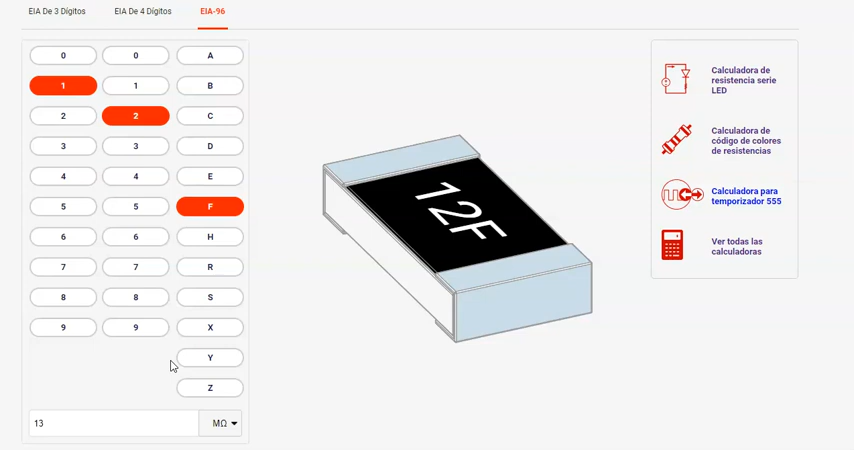 EIA De 3 Dígitos EIA De 4 Dígitos EIA-96
0 0 A
1 1 B
2 2 C
3 3 D
4 4 E
5 5 F
6 6 H
7 7 R
8 8 S
9 9 X
Y
Z
13 MΩ
12F
Calculadora de
resistencia serie
LED
Calculadora de
código de colores
de resistencias
Calculadora para
temporizador 555
Ver todas las
calculadoras